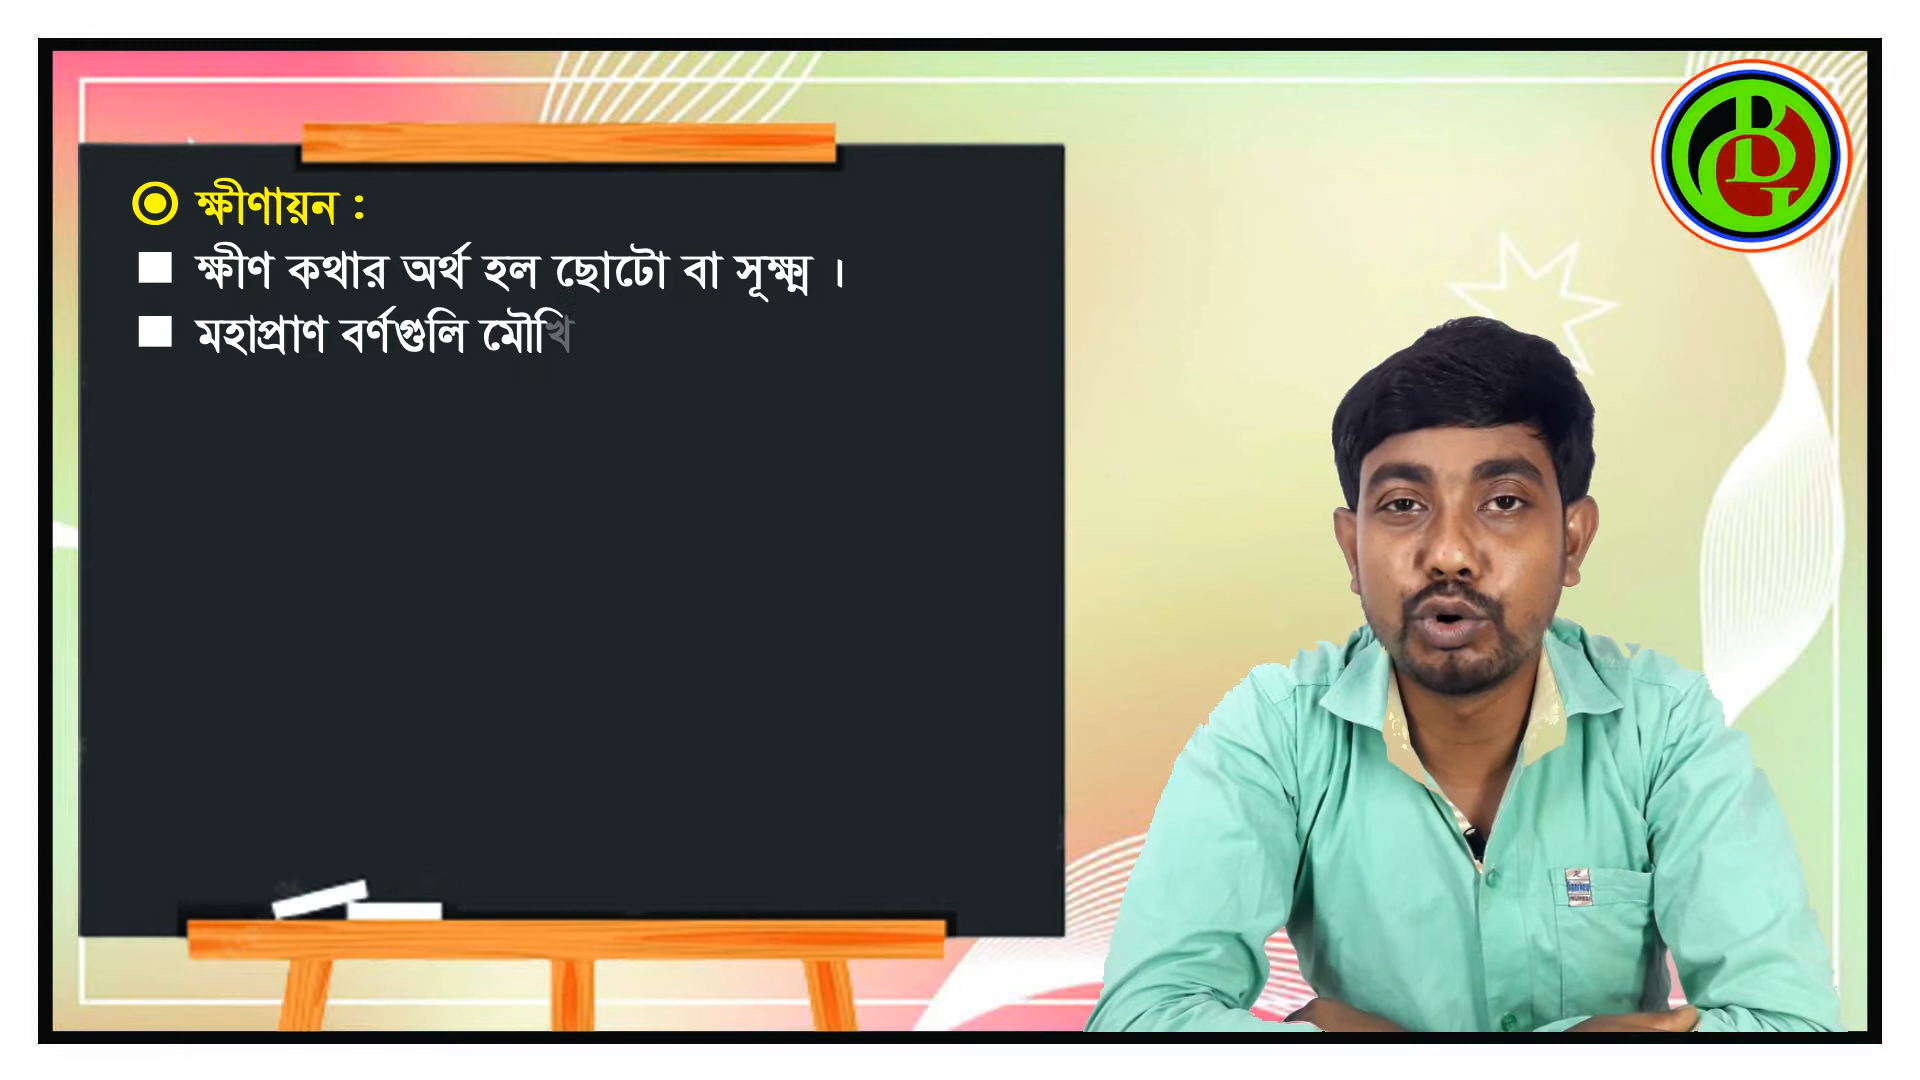 ক্ষীণায়ন :
ক্ষীণ কথার অর্থ হল ছোটো বা সূক্ষ্ম ।
মহাপ্রাণ বর্ণগুলি মৌখি